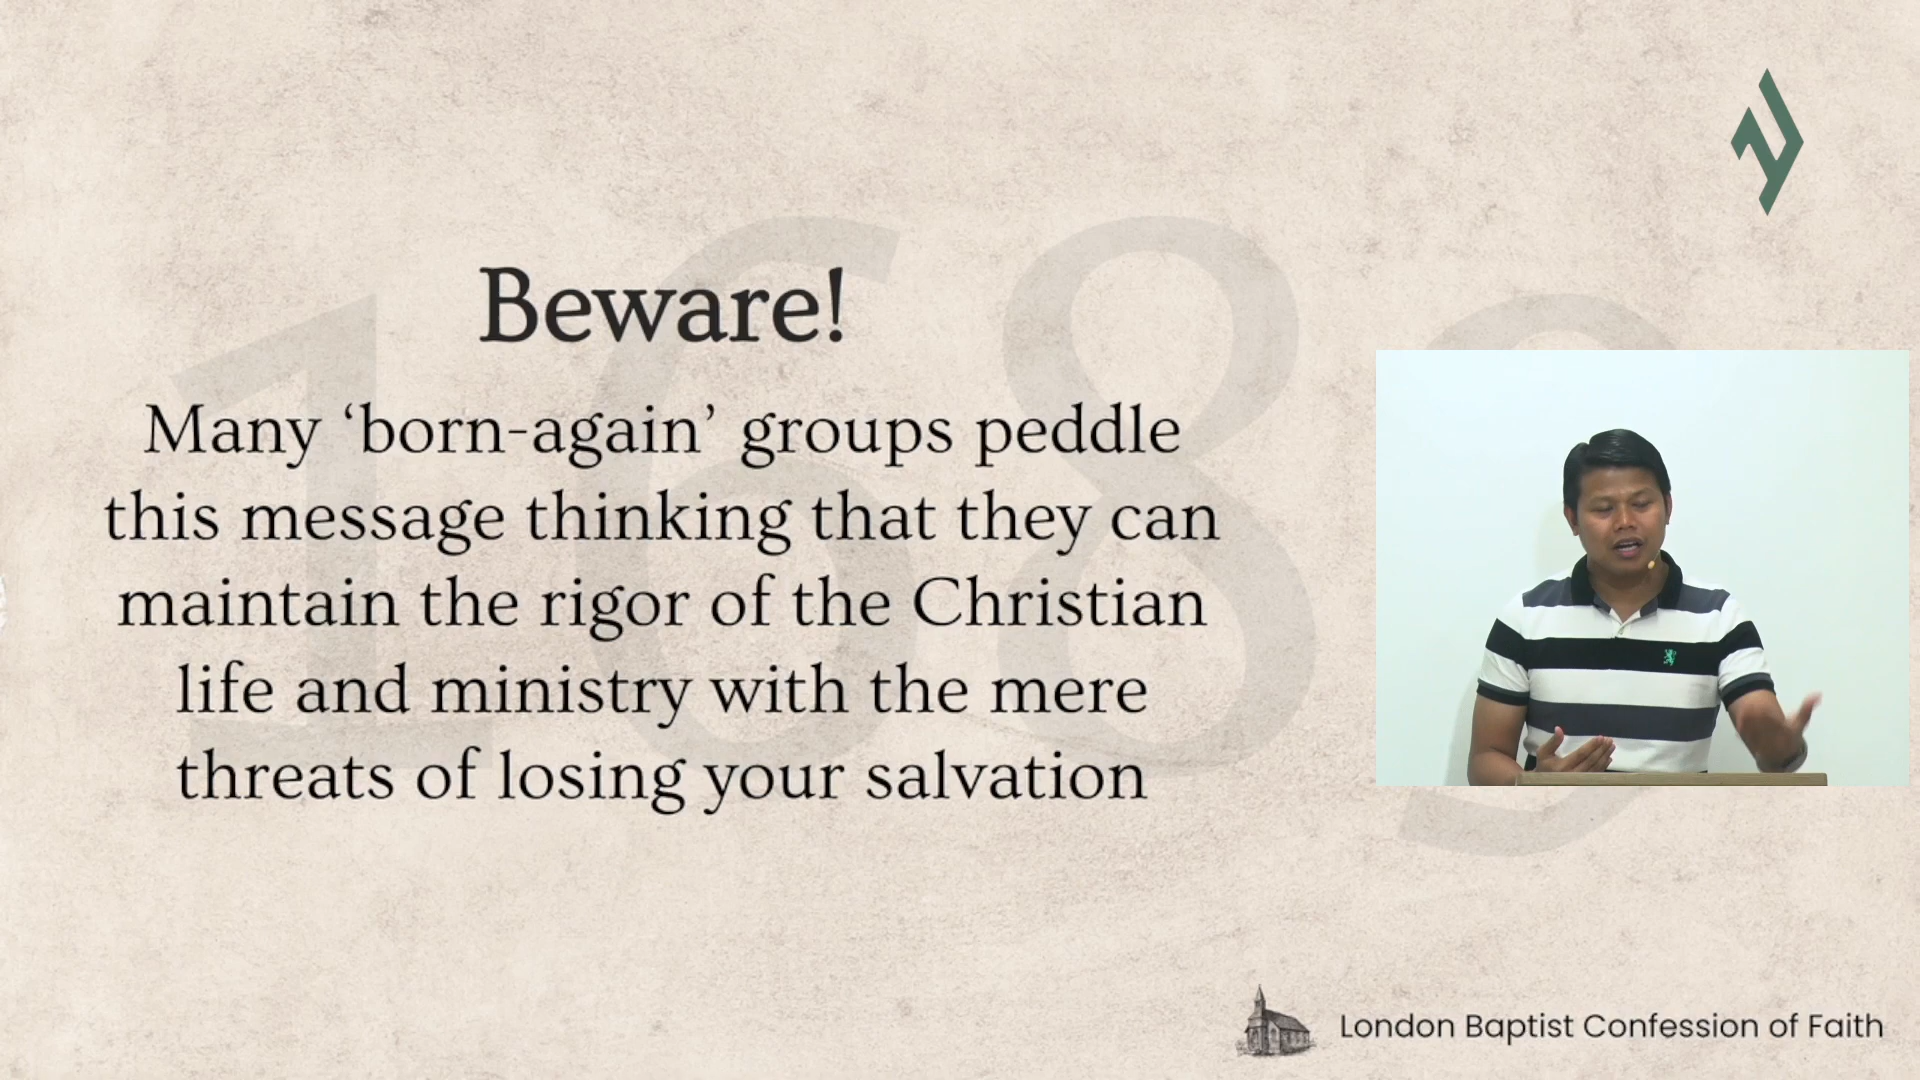 Beware!
Many ‘born-again’ groups peddle
this message thinking that they can
maintain the rigor of the Christian
life and ministry with the mere
threats of losing your salvation
1689
London Baptist Confession of Faith